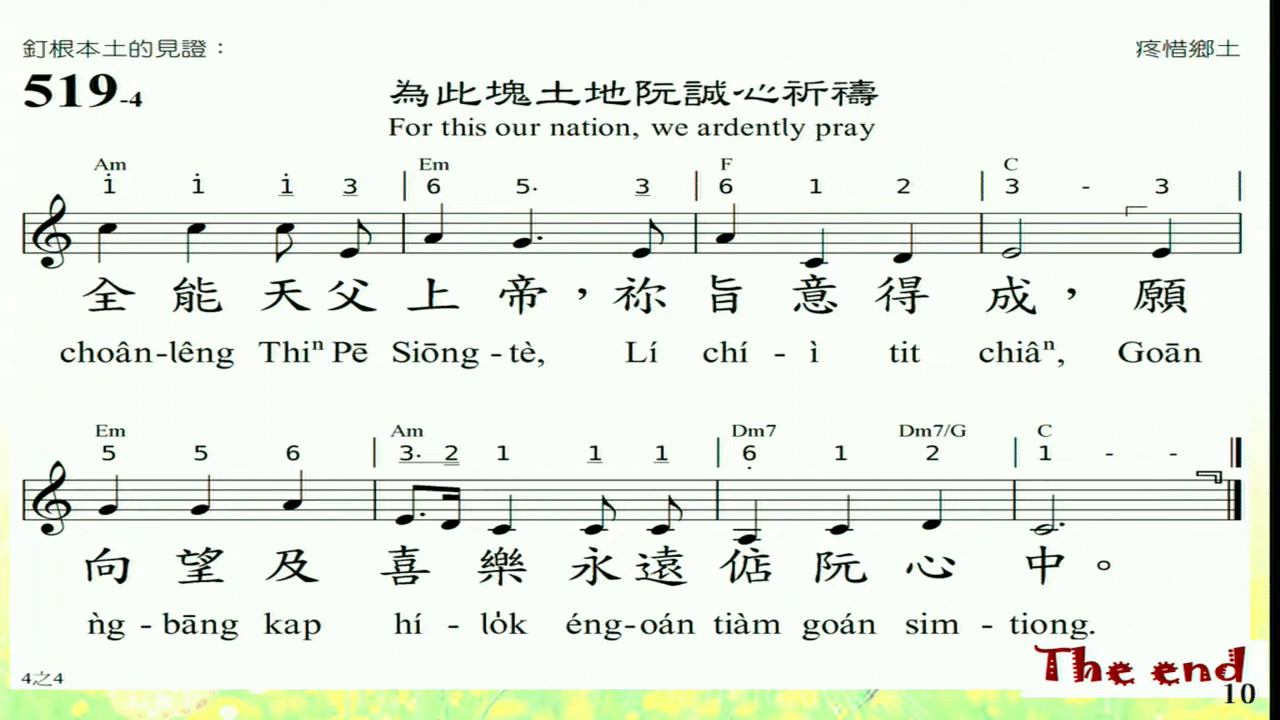 釘根本土的見證： 疼惜鄉土
519-4
為此塊土地阮誠心祈禱
For this our nation, we ardently pray
Am Em F C
1 1 1 3 | 6 5. 3 | 6 1 2 | 3 - 3 |
全能天父上帝，祢旨意得成，願
choân-lêng Thiⁿ Pē Siōng-tè, Lí chí-ì tit chiâⁿ, Goān
Em Am Dm7 Dm7/G C
5 5 6 | 3. 2 1 1 1 | 6 1 2 | 1 - - ‖
向望及喜樂永遠踮阮心中。
ǹg-bāng kap hí-lo̍k éng-oán tiàm goán sim-tiong.
The end
4之4
10